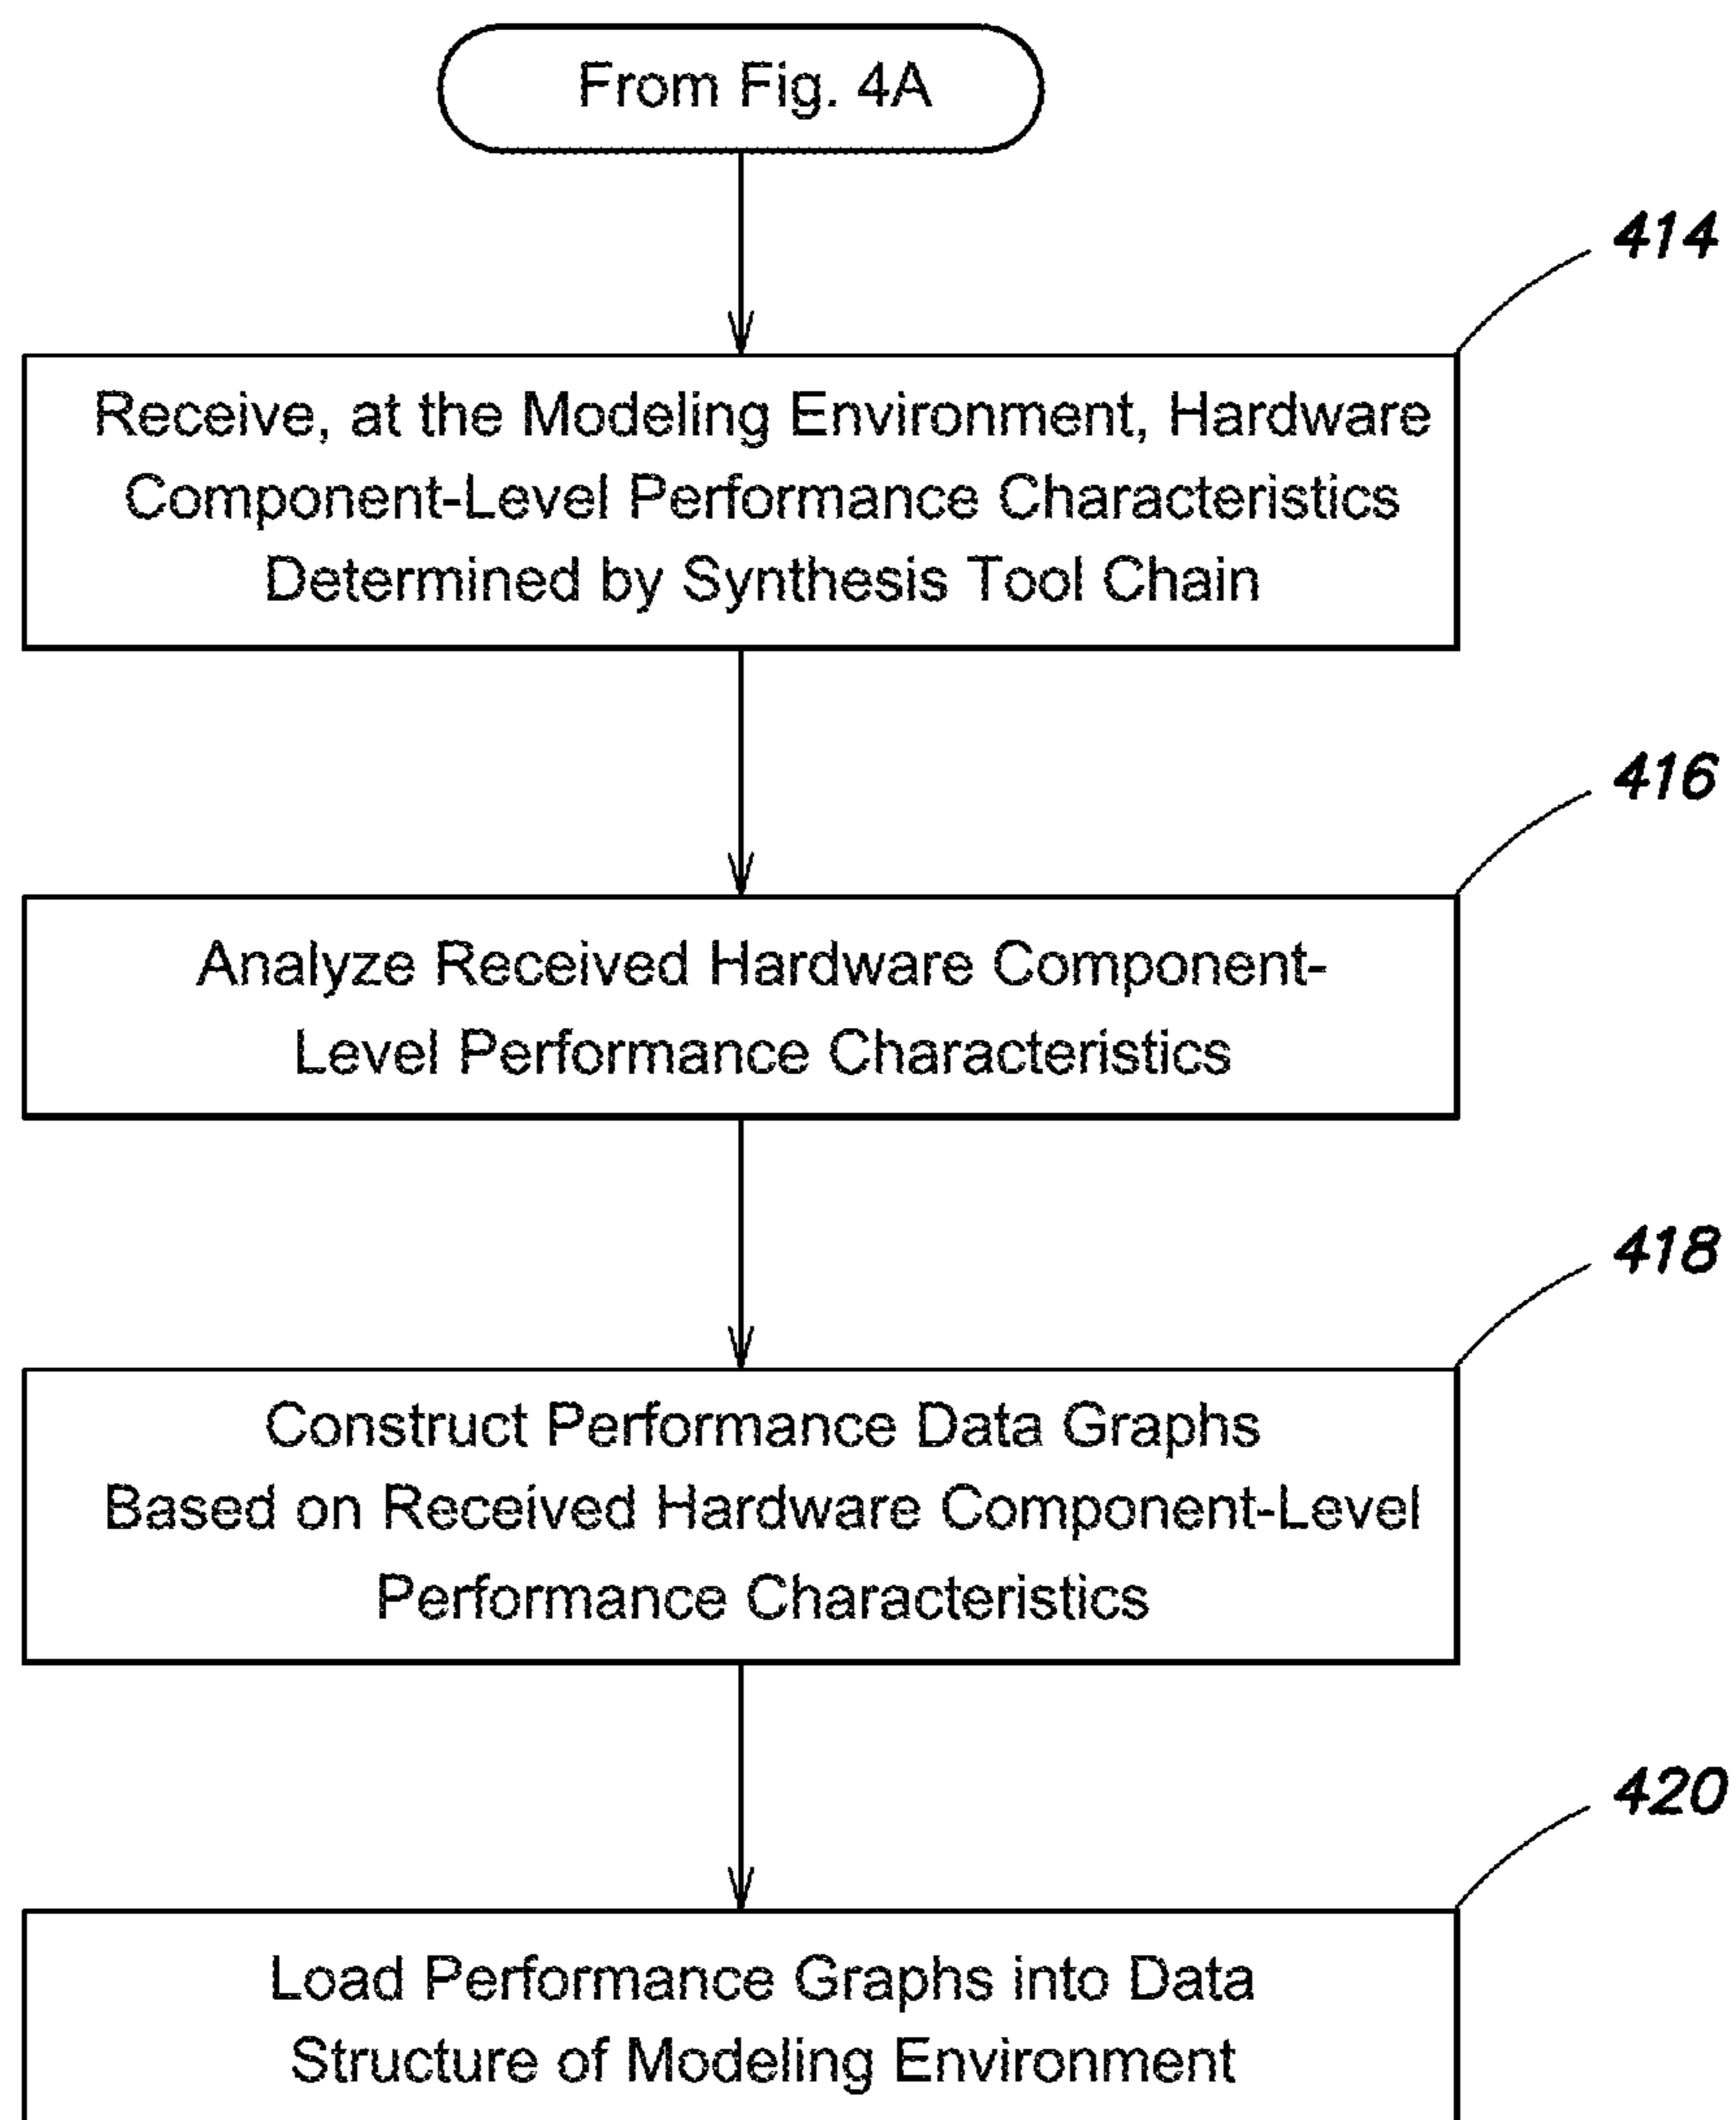 From Fig. 4A
414
Receive, at the Modeling Environment, Hardware
Component-Level Performance Characteristics
Determined by Synthesis Tool Chain
416
Analyze Received Hardware Component-
Level Performance Characteristics
418
Construct Performance Data Graphs
Based on Received Hardware Component-Level
Performance Characteristics
420
Load Performance Graphs into Data
Structure of Modeling Environment